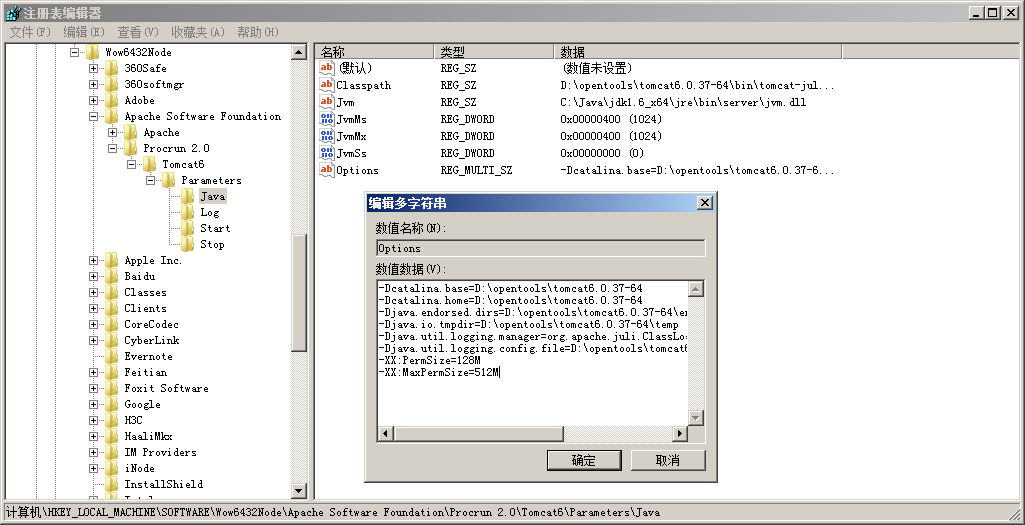 注册表编辑器
文件(F) 编辑(E) 查看(V) 收藏夹(A) 帮助(H)
Wow6432Node
360Safe
360softmgr
Adobe
Apache Software Foundation
Apache
Procrun 2.0
Tomcat6
Parameters
Java
Log
Start
Stop
Apple Inc.
Baidu
Classes
Clients
CoreCodec
CyberLink
Evernote
Feitian
Foxit Software
Google
H3C
HaaliMkx
IM Providers
iNode
InstallShield
名称 类型 数据
(默认) REG_SZ (数值未设置)
Classpath REG_SZ D:\opentools\tomcat6.0.37-64\bin\tomcat-jul...
Jvm REG_SZ C:\Java\jdk1.6_x64\jre\bin\server\jvm.dll
JvmMs REG_DWORD 0x00000400 (1024)
JvmMx REG_DWORD 0x00000400 (1024)
JvmSs REG_DWORD 0x00000000 (0)
Options REG_MULTI_SZ -Dcatalina.base=D:\opentools\tomcat6.0.37-6...
编辑多字符串
数值名称(N):
Options
数值数据(V):
-Dcatalina.base=D:\opentools\tomcat6.0.37-64
-Dcatalina.home=D:\opentools\tomcat6.0.37-64
-Djava.endorsed.dirs=D:\opentools\tomcat6.0.37-64\en
-Djava.io.tmpdir=D:\opentools\tomcat6.0.37-64\temp
-Djava.util.logging.manager=org.apache.juli.ClassLo
-Djava.util.logging.config.file=D:\opentools\tomcat6
-XX:PermSize=128M
-XX:MaxPermSize=512M
确定 取消
计算机\HKEY_LOCAL_MACHINE\SOFTWARE\Wow6432Node\Apache Software Foundation\Procrun 2.0\Tomcat6\Parameters\Java